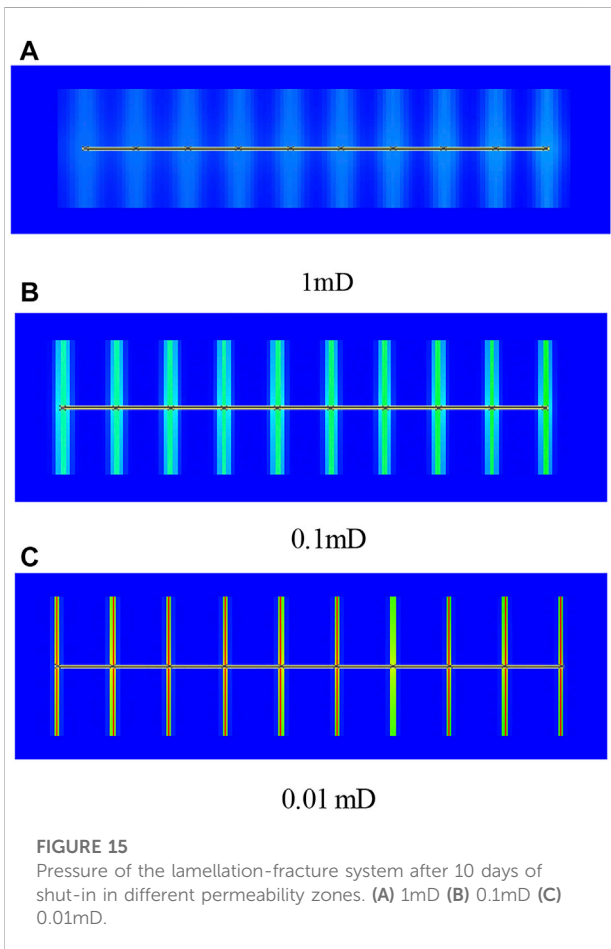 A
1mD
B
0.1mD
C
0.01 mD
FIGURE 15
Pressure of the lamellation-fracture system after 10 days of
shut-in in different permeability zones. (A) 1mD (B) 0.1mD (C)
0.01mD.